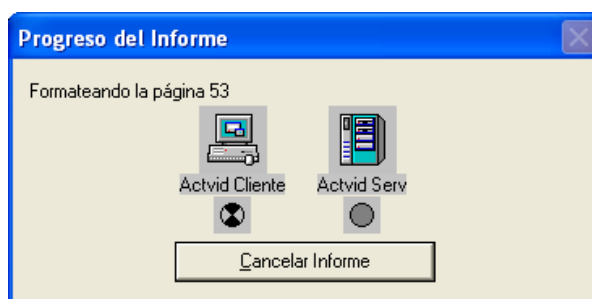 Progreso del Informe
Formateando la página 53
Actvid Cliente Actvid Serv
Cancelar Informe